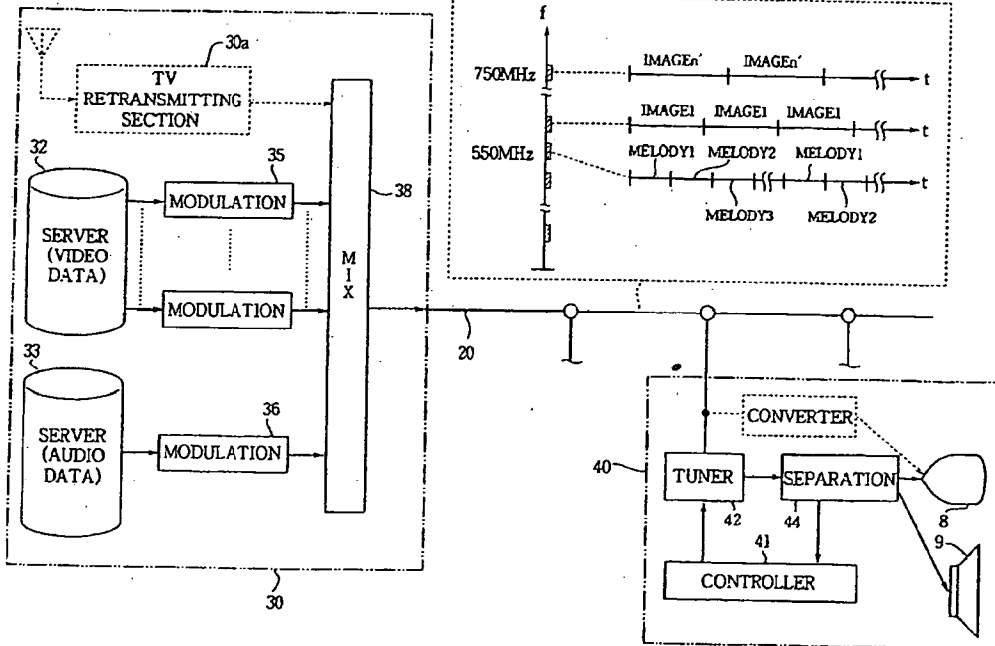 30a
TV
RETRANSMITTING
SECTION
32
SERVER
(VIDEO
DATA)
35
MODULATION
MODULATION
38
MIX
33
SERVER
(AUDIO
DATA)
36
MODULATION
30
20
f
750MHz
IMAGEn'
IMAGEn'
t
IMAGE1
IMAGE1
IMAGE1
t
550MHz
MELODY1
MELODY2
MELODY1
t
MELODY3
MELODY2
40
CONVERTER
TUNER
42
SEPARATION
44
8
9
41
CONTROLLER